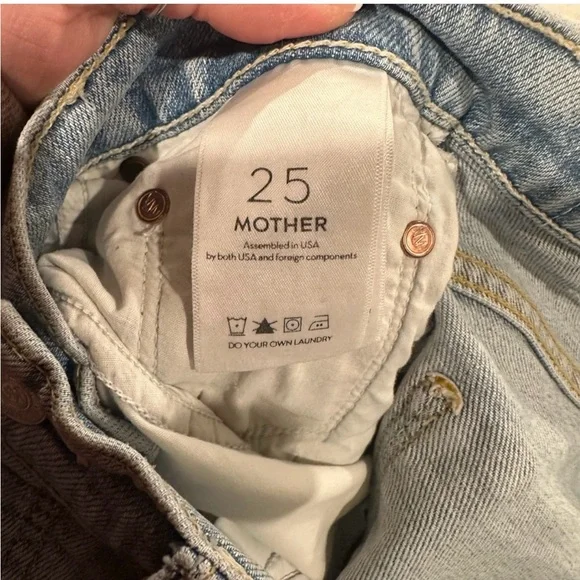 25
MOTHER
Assembled in USA
by both USA and foreign components
DO YOUR OWN LAUNDRY